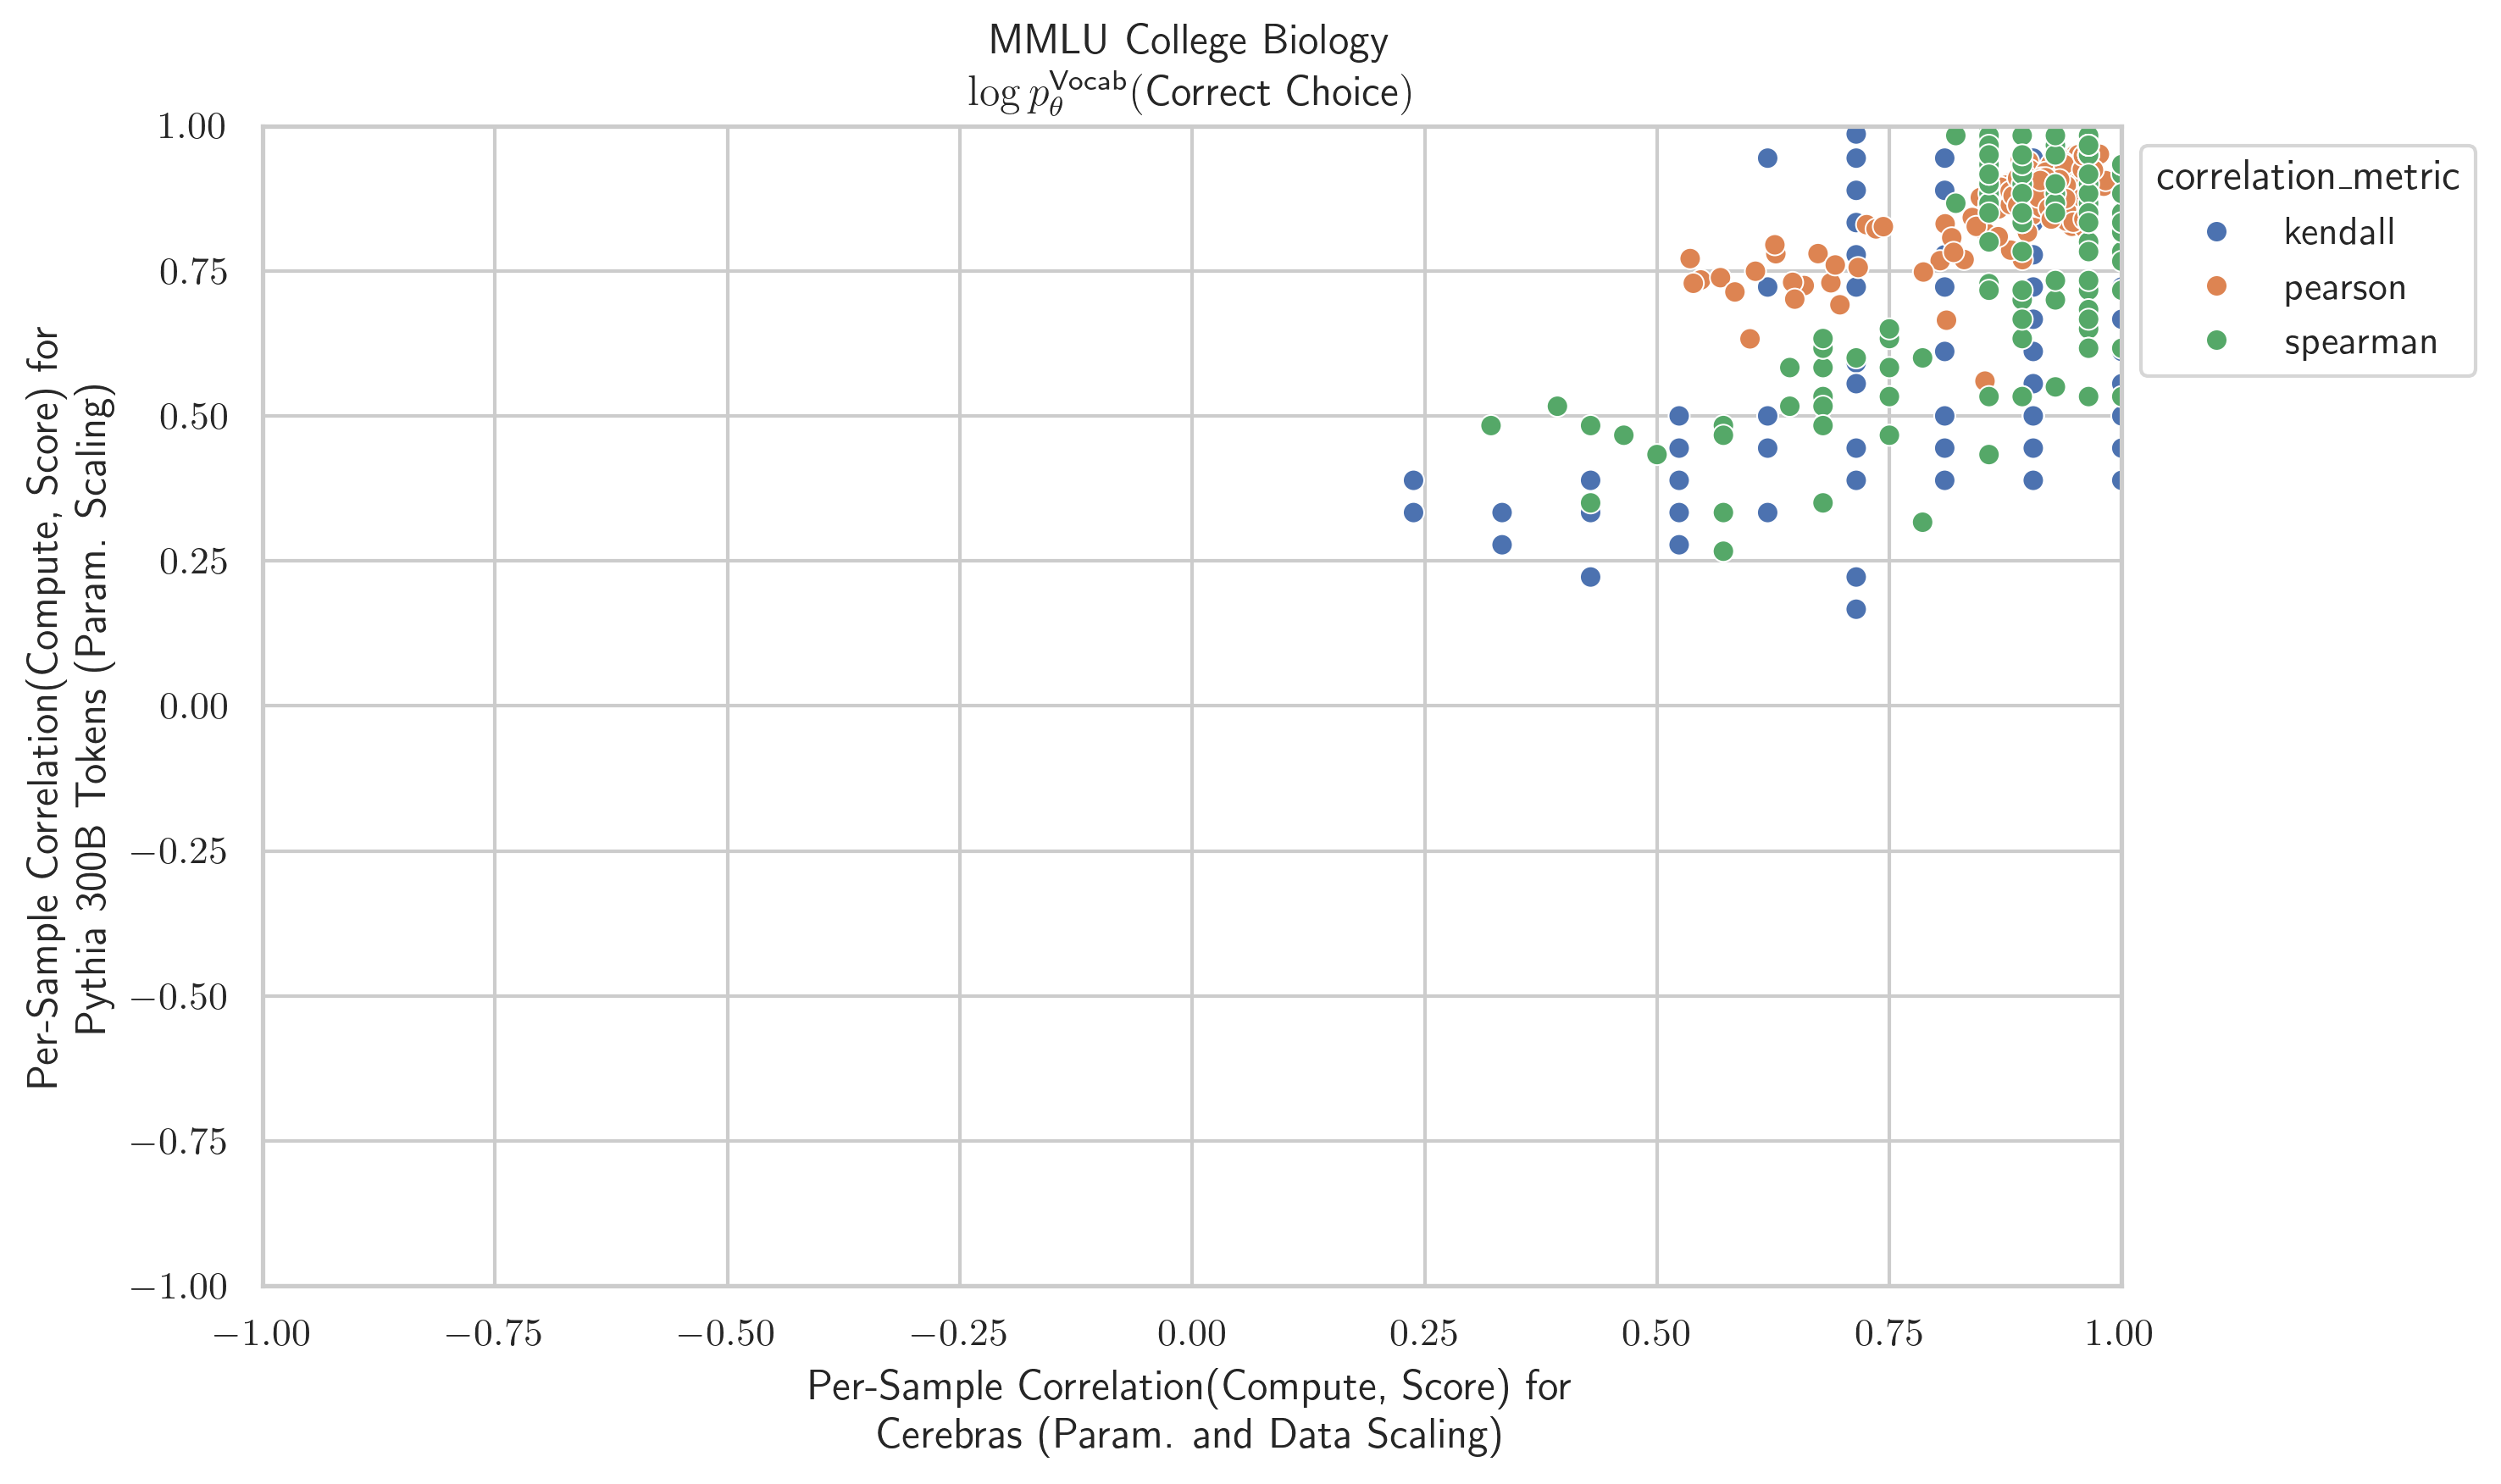 MMLU College Biology
log p_θ^Vocab(Correct Choice)
Per-Sample Correlation(Compute, Score) for
Pythia 300B Tokens (Param. Scaling)
1.00
0.75
0.50
0.25
0.00
−0.25
−0.50
−0.75
−1.00
−1.00 −0.75 −0.50 −0.25 0.00 0.25 0.50 0.75 1.00
Per-Sample Correlation(Compute, Score) for
Cerebras (Param. and Data Scaling)
correlation_metric
kendall
pearson
spearman